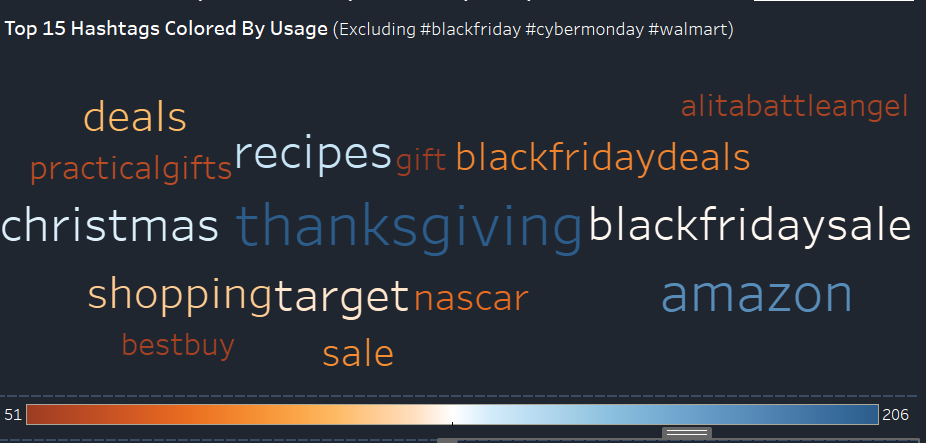 Top 15 Hashtags Colored By Usage (Excluding #blackfriday #cybermonday #walmart)
alitabattleangel
deals
recipes
practicalgifts
gift
blackfridaydeals
christmas
thanksgiving
blackfridaysale
shopping
target
nascar
amazon
bestbuy
sale
51
206